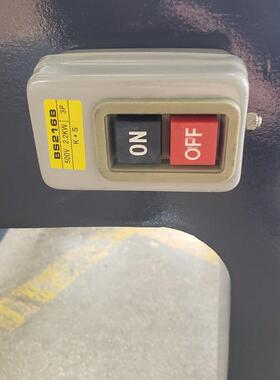 BS216B 3P
500V 2.2KW
K·S
ON
OFF